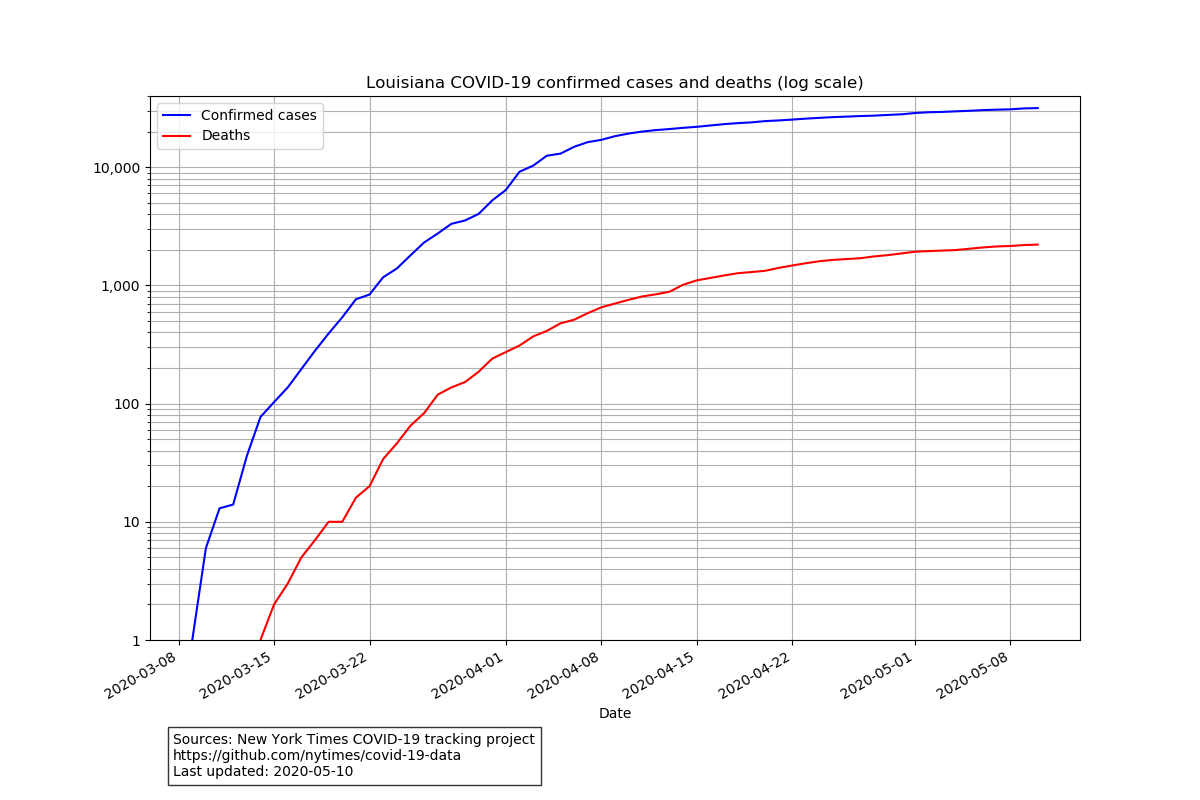 Louisiana COVID-19 confirmed cases and deaths (log scale)
Confirmed cases
Deaths
10,000
1,000
100
10
1
2020-03-08
2020-03-15
2020-03-22
2020-04-01
2020-04-08
2020-04-15
2020-04-22
2020-05-01
2020-05-08
Date
Sources: New York Times COVID-19 tracking project
https://github.com/nytimes/covid-19-data
Last updated: 2020-05-10